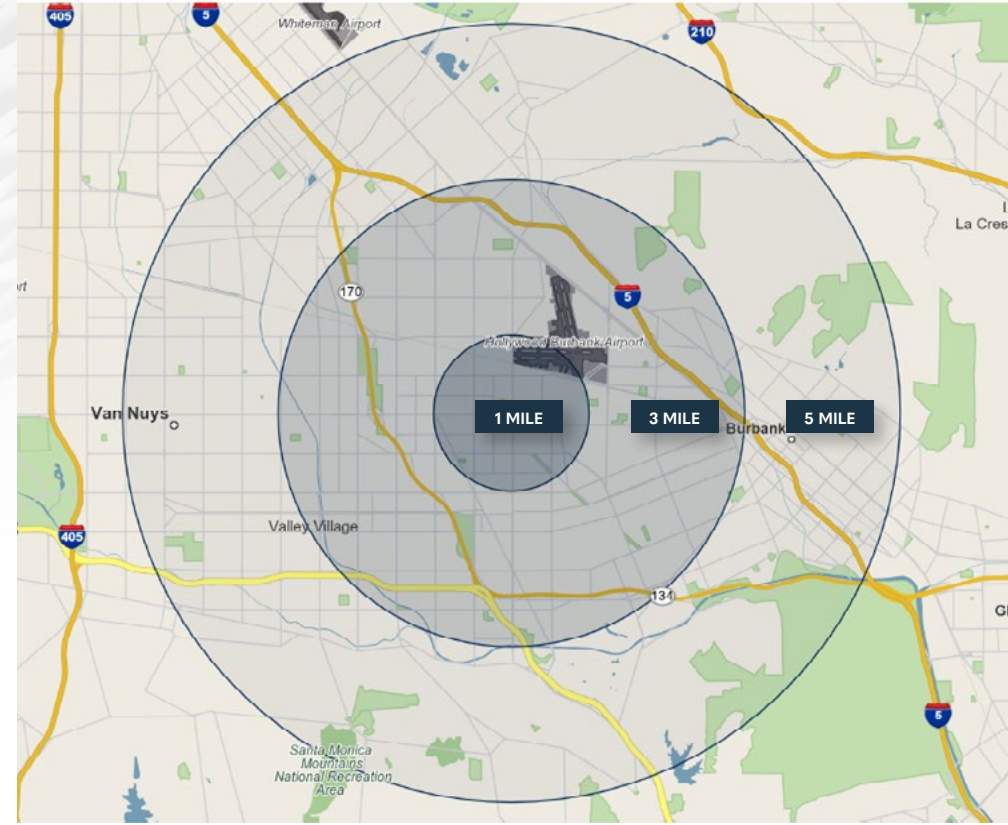 405
5
Whiteman Airport
210
La Cres
170
5
Hollywood Burbank Airport
Van Nuys
1 MILE
3 MILE
Burbank
5 MILE
Valley Village
405
134
5
Santa Monica
Mountains
National Recreation
Area